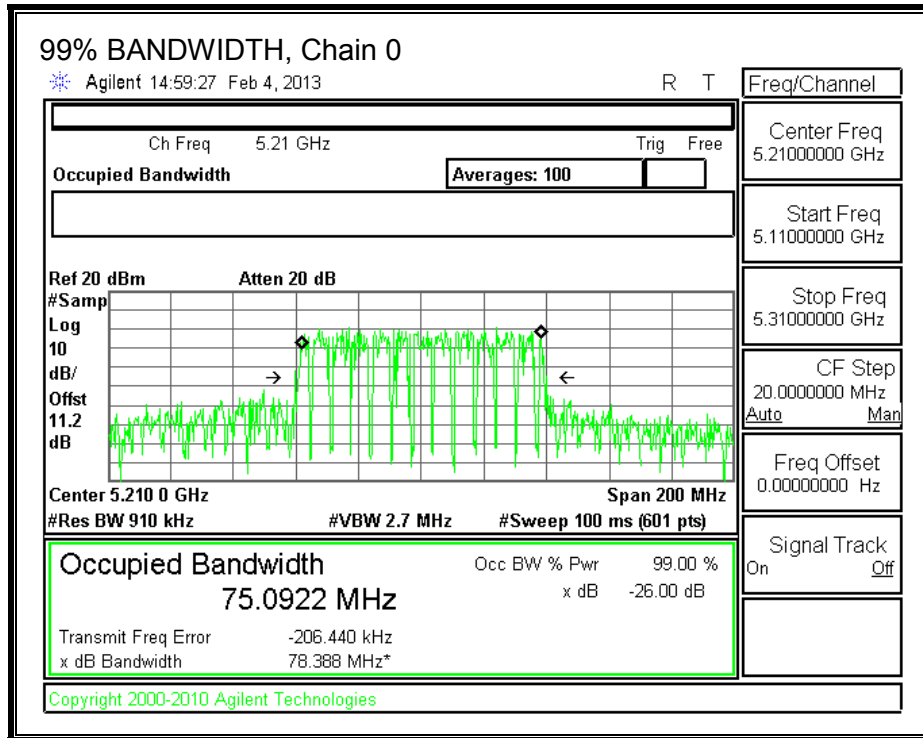 99% BANDWIDTH, Chain 0
Agilent 14:59:27 Feb 4, 2013 R T
Freq/Channel
Ch Freq 5.21 GHz Trig Free
Occupied Bandwidth Averages: 100
Center Freq
5.21000000 GHz
Start Freq
5.11000000 GHz
Stop Freq
5.31000000 GHz
CF Step
20.0000000 MHz
Auto Man
Freq Offset
0.00000000 Hz
Signal Track
On Off
Ref 20 dBm Atten 20 dB
#Samp
Log
10
dB/
Offst
11.2
dB
Center 5.210 0 GHz Span 200 MHz
#Res BW 910 kHz #VBW 2.7 MHz #Sweep 100 ms (601 pts)
Occupied Bandwidth Occ BW % Pwr 99.00 %
75.0922 MHz x dB -26.00 dB
Transmit Freq Error -206.440 kHz
x dB Bandwidth 78.388 MHz*
Copyright 2000-2010 Agilent Technologies